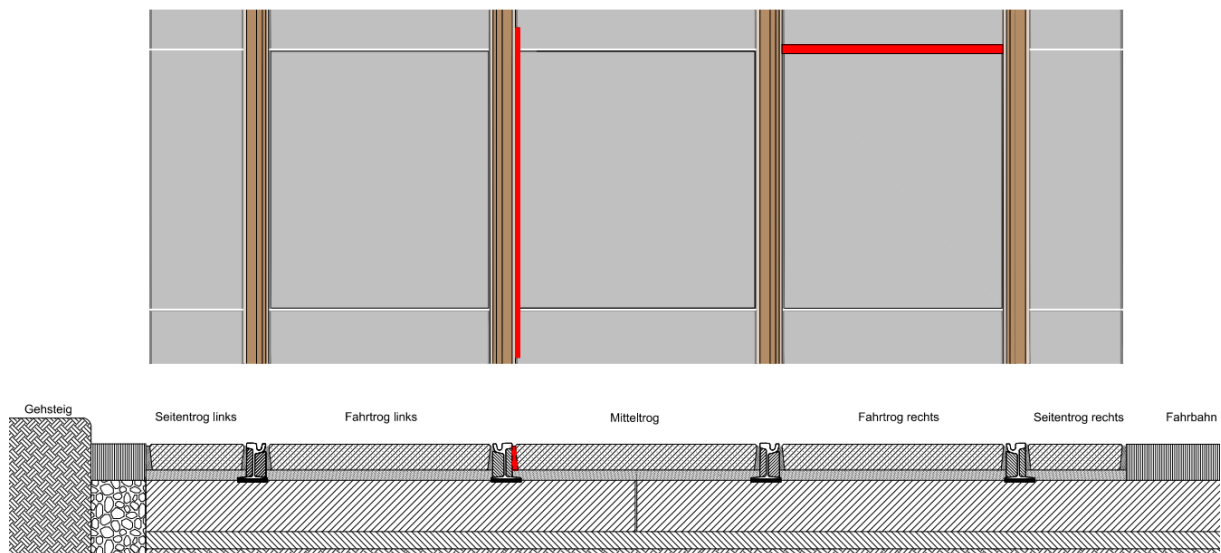 Gehsteig
Seitentrog links
Fahrtrog links
Mitteltrog
Fahrtrog rechts
Seitentrog rechts
Fahrbahn